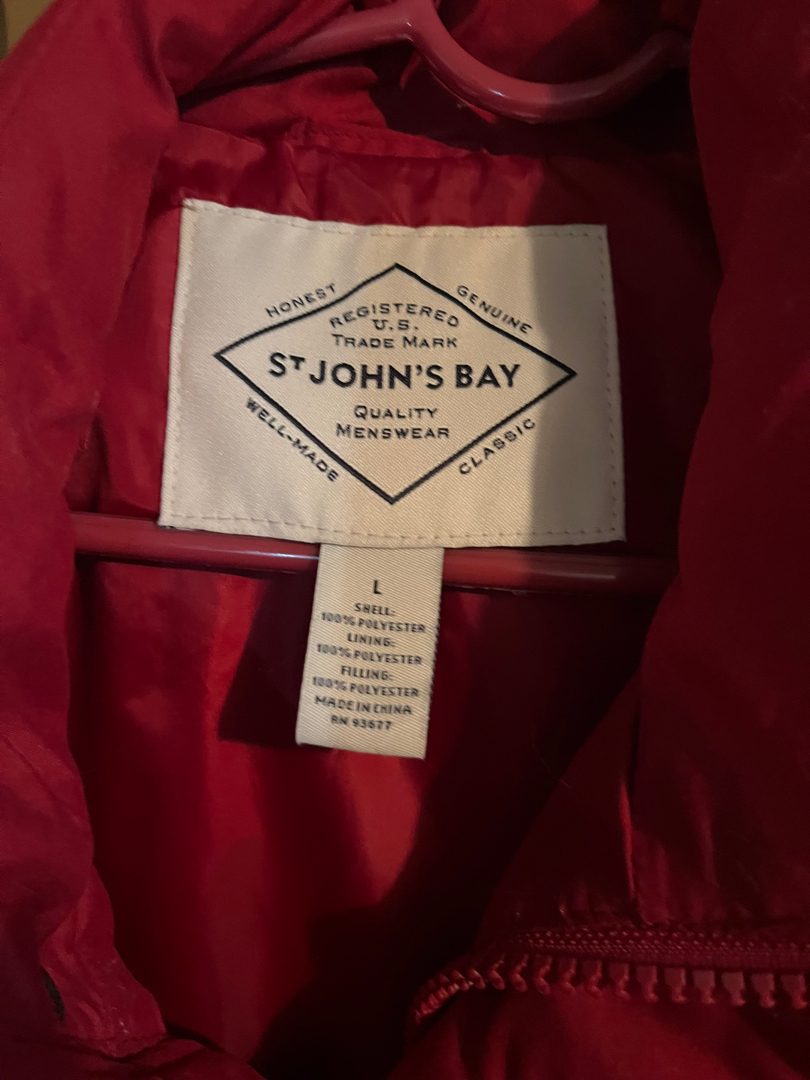 HONEST
GENUINE
REGISTERED
U.S.
TRADE MARK
ST JOHN'S BAY
QUALITY
MENSWEAR
WELL-MADE
CLASSIC
L
SHELL:
100% POLYESTER
LINING:
100% POLYESTER
FILLING:
100% POLYESTER
MADE IN CHINA
RN 93677